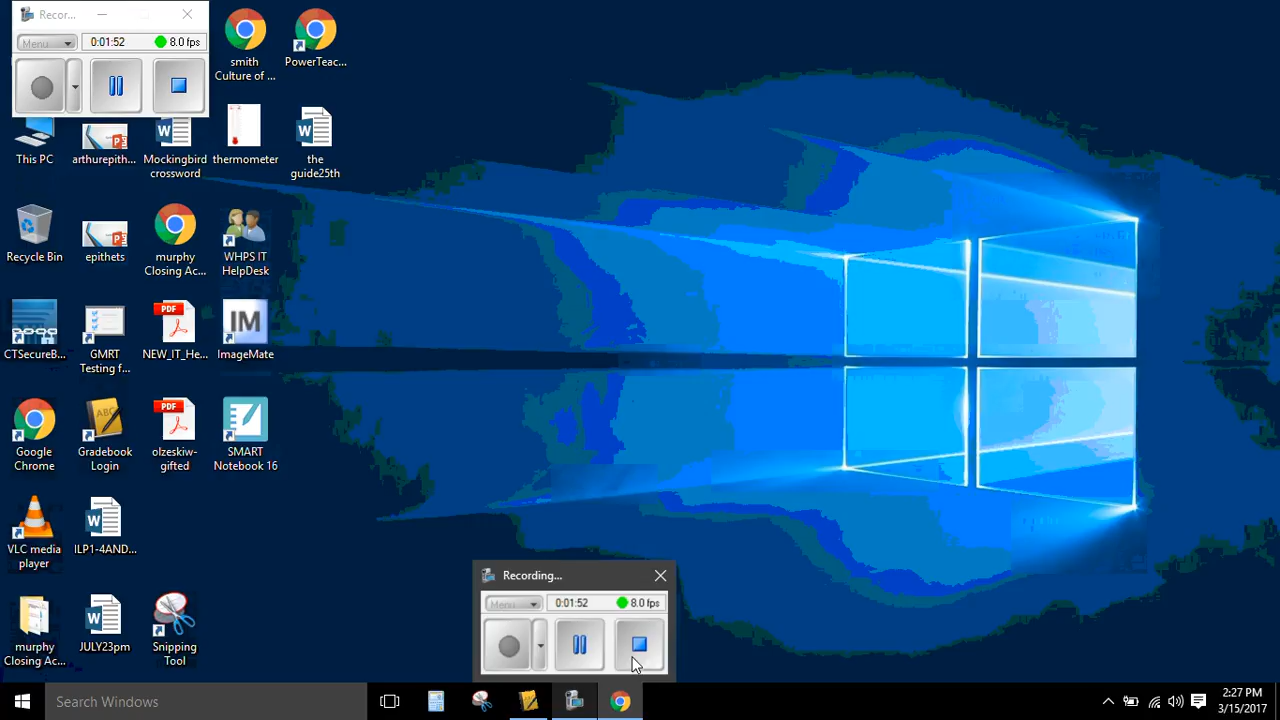 Recor...
Menu
0:01:52
8.0 fps
smith
Culture of ...
PowerTeac...
This PC
arthurepith...
Mockingbird
crossword
thermometer
the
guide25th
Recycle Bin
epithets
murphy
Closing Ac...
WHPS IT
HelpDesk
CTSecureB...
GMRT
Testing f...
PDF
NEW_IT_He...
IM
ImageMate
Google
Chrome
ABC
Gradebook
Login
PDF
olzeskiw-
gifted
SMART
Notebook 16
VLC media
player
ILP1-4AND...
murphy
Closing Ac...
JULY23pm
Snipping
Tool
Recording...
Menu
0:01:52
8.0 fps
Search Windows
2:27 PM
3/15/2017